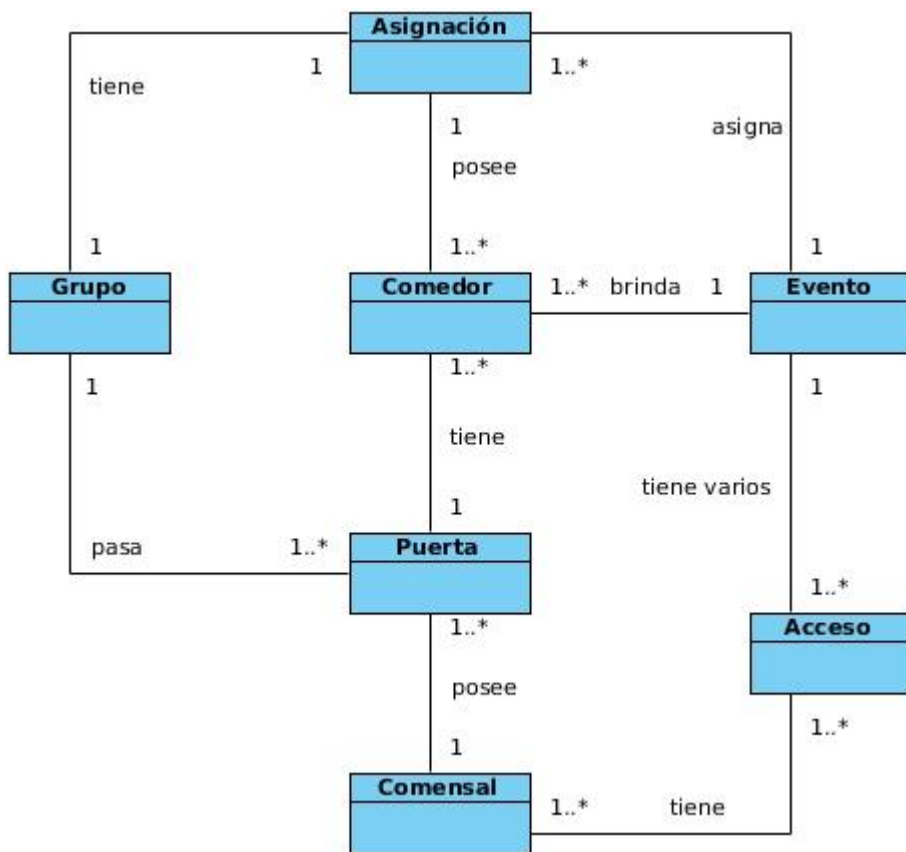 Asignación
1
1..*
tiene
1
asigna
posee
1
1..*
1
Grupo
Comedor
1..* brinda 1
Evento
1
1..*
1
tiene
tiene varios
1
pasa
1..*
Puerta
1..*
Acceso
1..*
posee
1..*
1
Comensal
1..*
tiene